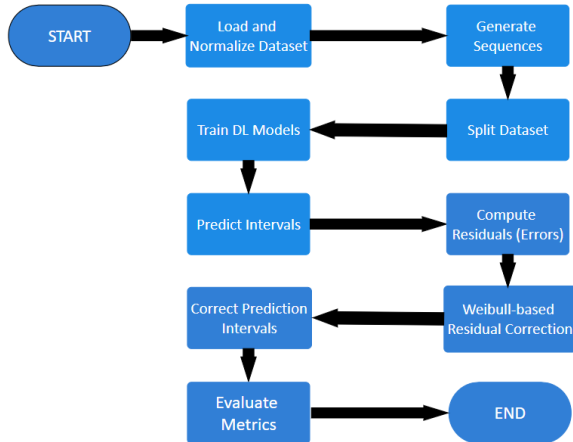 START
Load and
Normalize Dataset
Generate
Sequences
Train DL Models
Split Dataset
Predict Intervals
Compute
Residuals (Errors)
Correct Prediction
Intervals
Weibull-based
Residual Correction
Evaluate
Metrics
END